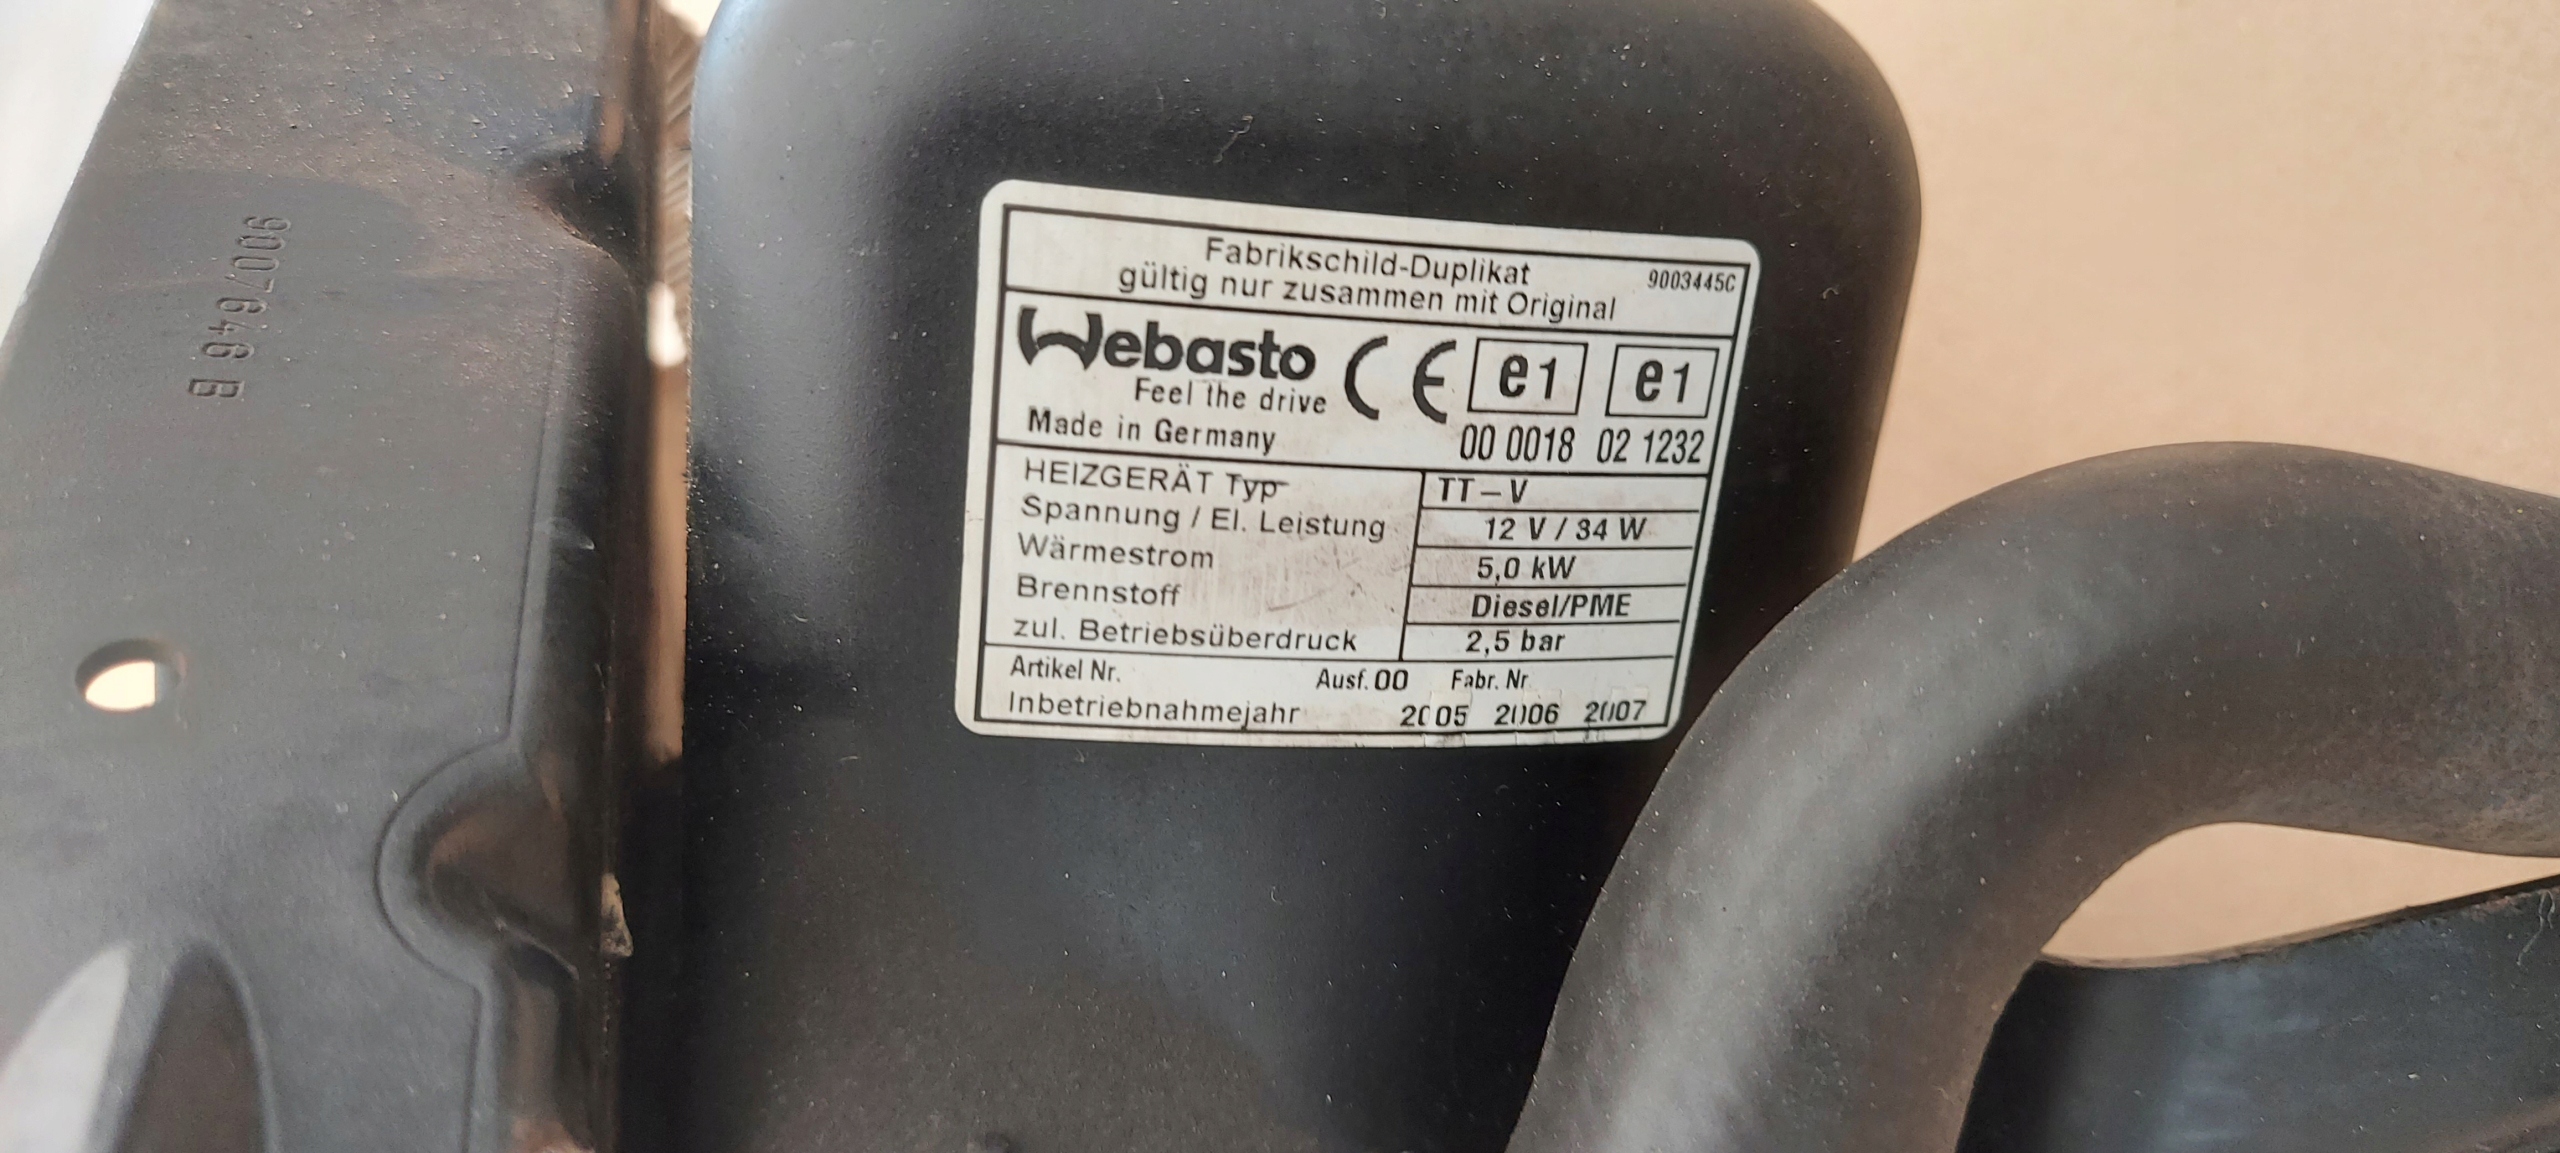 9007646 B
Fabrikschild-Duplikat
gültig nur zusammen mit Original
9003445C
Webasto
Feel the drive
Made in Germany
CE e1 e1
00 0018 02 1232
HEIZGERÄT Typ TT – V
Spannung / El. Leistung 12 V / 34 W
Wärmestrom 5,0 kW
Brennstoff Diesel/PME
zul. Betriebsüberdruck 2,5 bar
Artikel Nr. Ausf. 00 Fabr. Nr.
Inbetriebnahmejahr 2005 2006 2007